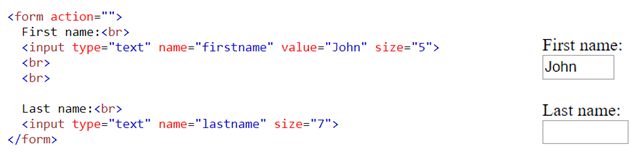 <form action="">
First name:<br>
<input type="text" name="firstname" value="John" size="5">
<br>
<br>
Last name:<br>
<input type="text" name="lastname" size="7">
</form>
First name:
John
Last name: